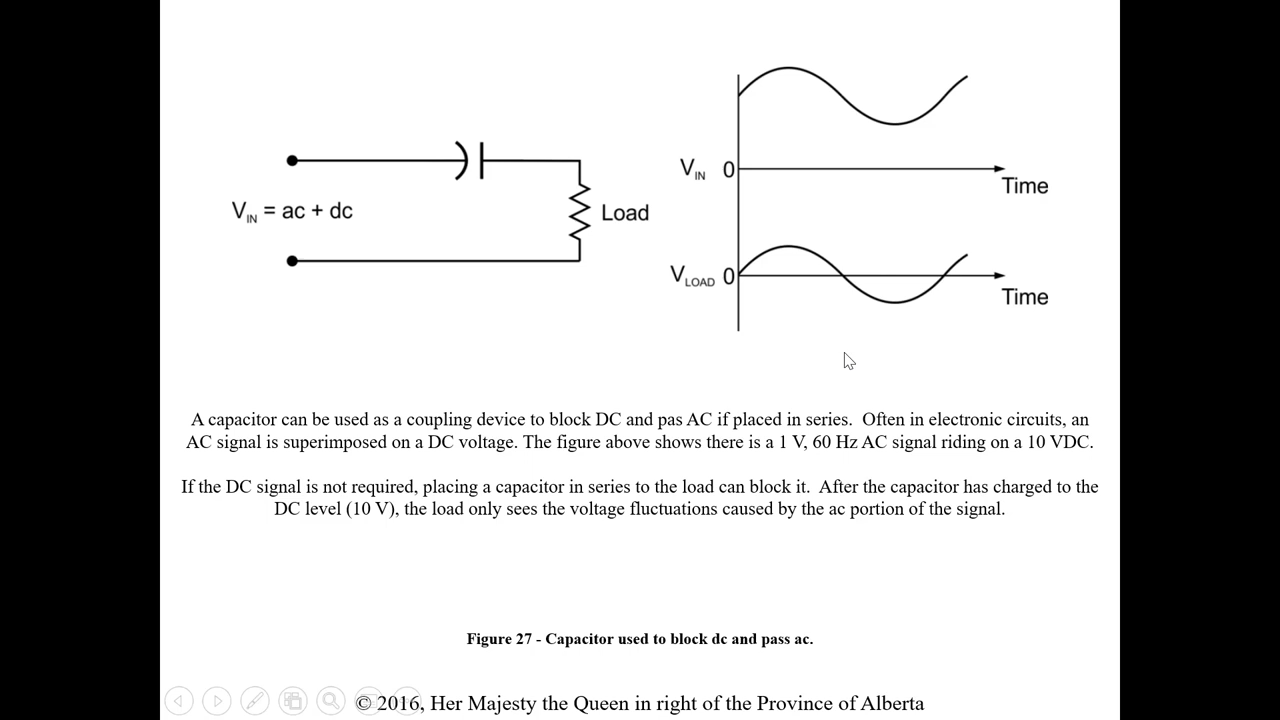 V_IN = ac + dc
Load
V_IN 0
Time
V_LOAD 0
Time
A capacitor can be used as a coupling device to block DC and pas AC if placed in series. Often in electronic circuits, an
AC signal is superimposed on a DC voltage. The figure above shows there is a 1 V, 60 Hz AC signal riding on a 10 VDC.
If the DC signal is not required, placing a capacitor in series to the load can block it. After the capacitor has charged to the
DC level (10 V), the load only sees the voltage fluctuations caused by the ac portion of the signal.
Figure 27 - Capacitor used to block dc and pass ac.
© 2016, Her Majesty the Queen in right of the Province of Alberta